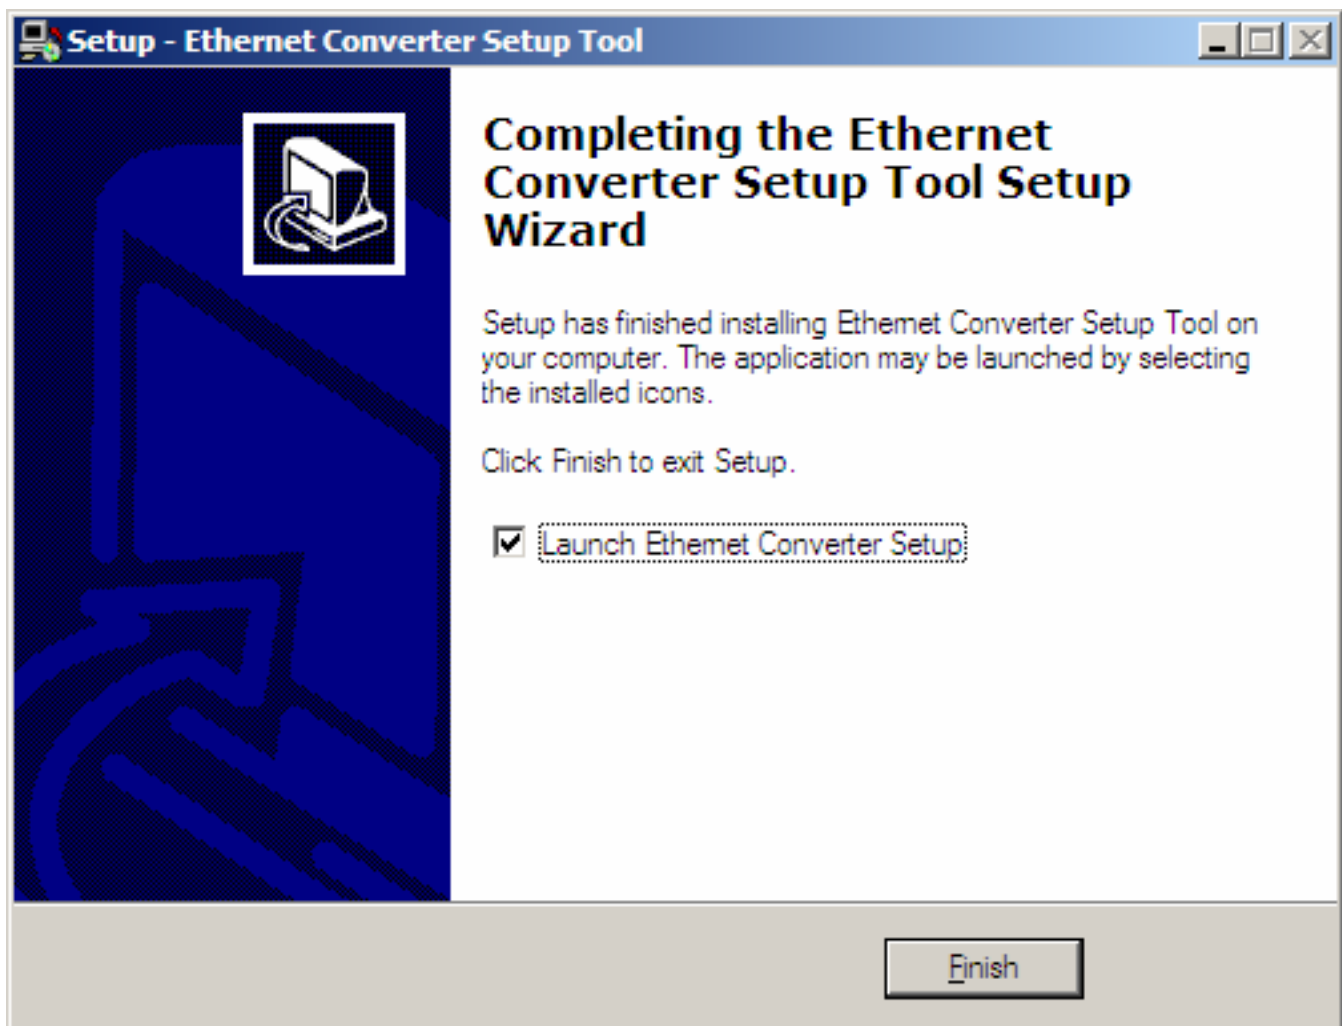 Setup - Ethernet Converter Setup Tool
Completing the Ethernet
Converter Setup Tool Setup
Wizard
Setup has finished installing Ethernet Converter Setup Tool on
your computer. The application may be launched by selecting
the installed icons.
Click Finish to exit Setup.
Launch Ethernet Converter Setup
Finish